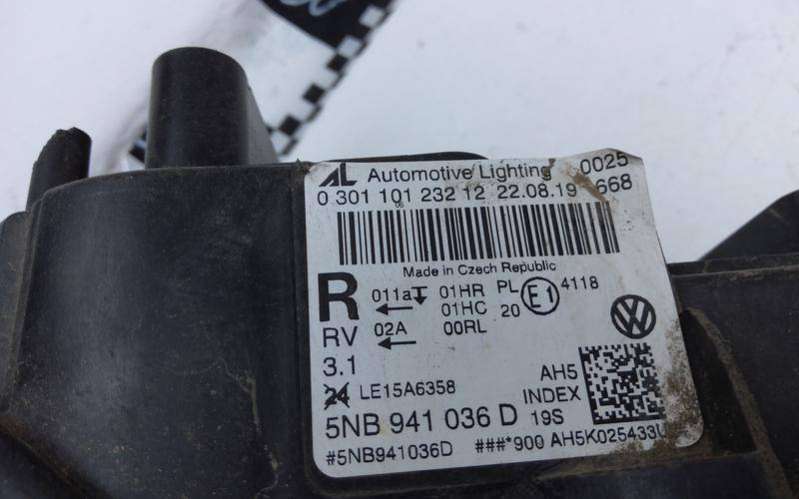 AL Automotive Lighting 0025
0 301 101 232 12 22.08.19 668
Made in Czech Republic
R 011a 01HR PL E1 4118
01HC 20
RV 02A 00RL
3.1
24 LE15A6358 AH5
INDEX
5NB 941 036 D 19S
#5NB941036D ###*900 AH5K025433U